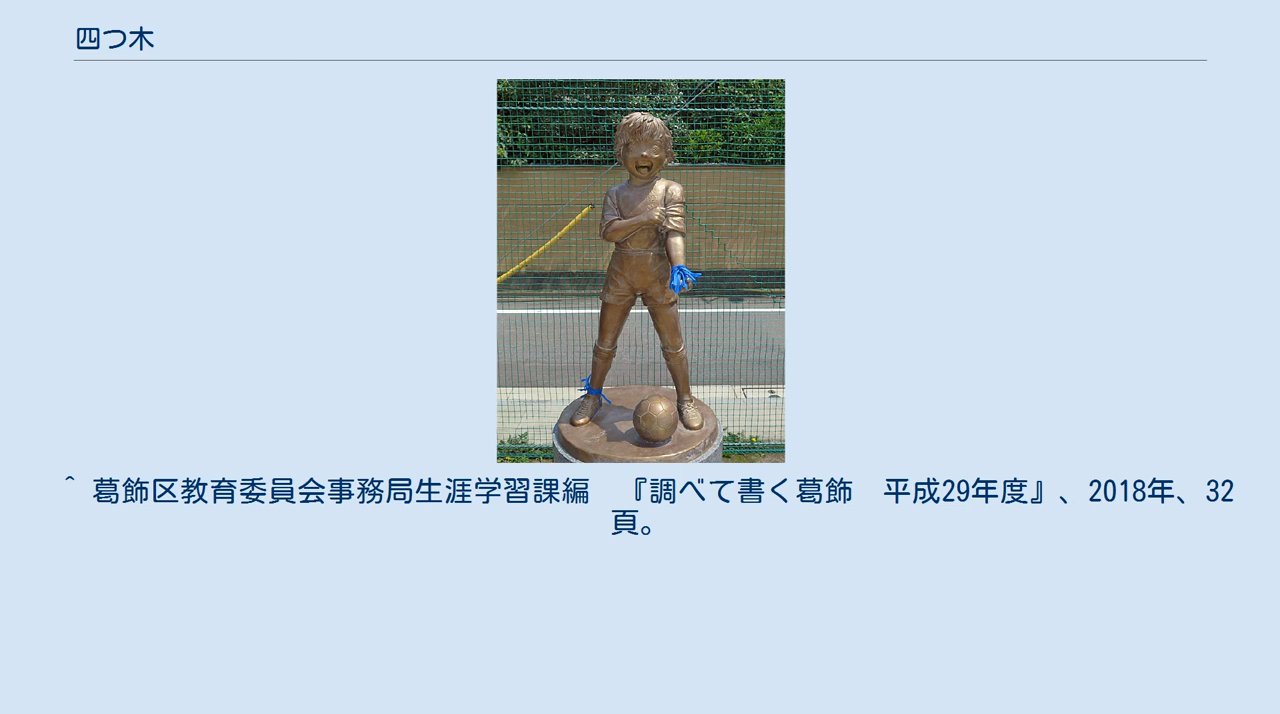 四つ木
^ 葛飾区教育委員会事務局生涯学習課編　『調べて書く葛飾　平成29年度』、2018年、32
頁。